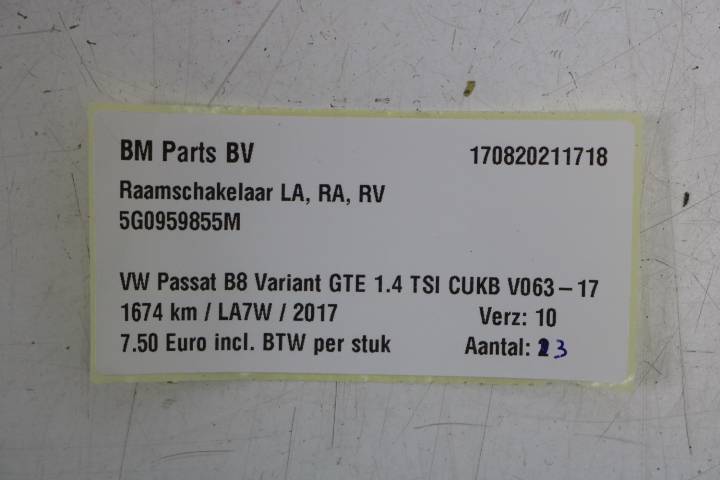 BM Parts BV 170820211718
Raamschakelaar LA, RA, RV
5G0959855M
VW Passat B8 Variant GTE 1.4 TSI CUKB V063-17
1674 km / LA7W / 2017 Verz: 10
7.50 Euro incl. BTW per stuk Aantal: 3